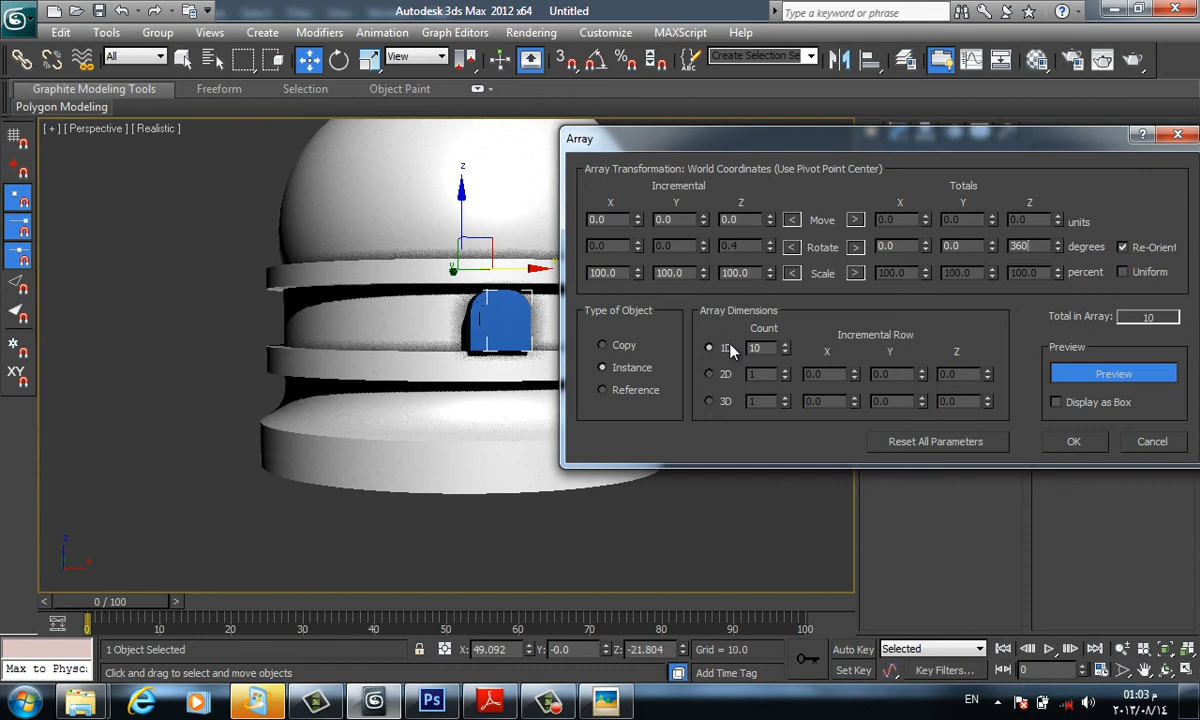 Autodesk 3ds Max 2012 x64 Untitled
Type a keyword or phrase
Edit Tools Group Views Create Modifiers Animation Graph Editors Rendering Customize MAXScript Help
All View Create Selection Se
Graphite Modeling Tools Freeform Selection Object Paint
Polygon Modeling
[ + ] [ Perspective ] [ Realistic ]
Array
Array Transformation: World Coordinates (Use Pivot Point Center)
Incremental Totals
X Y Z X Y Z
0.0 0.0 0.0 < Move > 0.0 0.0 0.0 units
0.0 0.0 0.4 < Rotate > 0.0 0.0 360 degrees Re-Orient
100.0 100.0 100.0 < Scale > 100.0 100.0 100.0 percent Uniform
Type of Object
Copy
Instance
Reference
Array Dimensions
Count Incremental Row
X Y Z
1D 10
2D 1 0.0 0.0 0.0
3D 1 0.0 0.0 0.0
Total in Array: 10
Preview
Preview
Display as Box
Reset All Parameters OK Cancel
z
x
y
XY
z
x
< 0 / 100 >
0 10 20 30 40 50 60 70 80 90 100
1 Object Selected X: 49.092 Y: -0.0 Z: -21.804 Grid = 10.0 Auto Key Selected
Max to Physc: Click and drag to select and move objects Add Time Tag Set Key Key Filters... 0
EN 01:03 م
٢٠١٣/٠٨/١٤